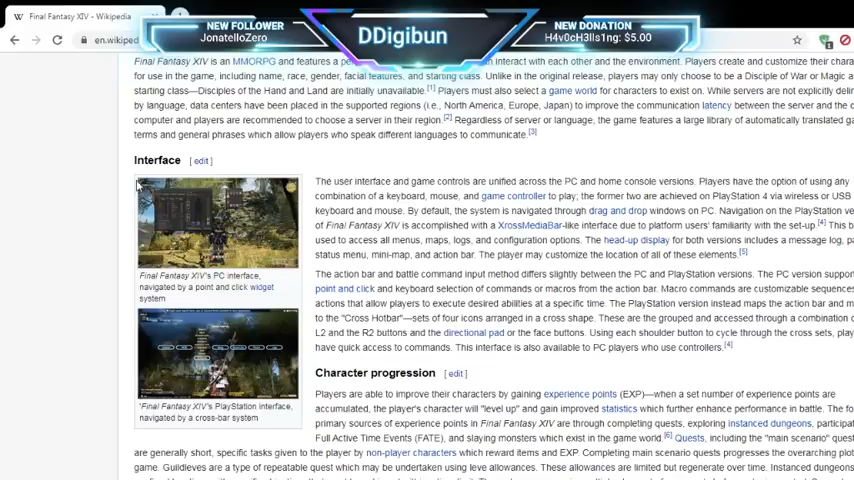 Final Fantasy XIV - Wikipedia
NEW FOLLOWER
JonatelloZero
DDigibun
NEW DONATION
H4v0cH3lls1ng: $5.00
en.wikiped
Final Fantasy XIV is an MMORPG and features a pe
interact with each other and the environment. Players create and customize their chara
for use in the game, including name, race, gender, facial features, and starting class. Unlike in the original release, players may only choose to be a Disciple of War or Magic a
starting class—Disciples of the Hand and Land are initially unavailable.[1] Players must also select a game world for characters to exist on. While servers are not explicitly deli
by language, data centers have been placed in the supported regions (i.e., North America, Europe, Japan) to improve the communication latency between the server and the c
computer and players are recommended to choose a server in their region.[2] Regardless of server or language, the game features a large library of automatically translated ga
terms and general phrases which allow players who speak different languages to communicate.[3]
Interface [ edit ]
The user interface and game controls are unified across the PC and home console versions. Players have the option of using any
combination of a keyboard, mouse, and game controller to play; the former two are achieved on PlayStation 4 via wireless or USB
keyboard and mouse. By default, the system is navigated through drag and drop windows on PC. Navigation on the PlayStation ve
of Final Fantasy XIV is accomplished with a XrossMediaBar-like interface due to platform users' familiarity with the set-up.[4] This b
used to access all menus, maps, logs, and configuration options. The head-up display for both versions includes a message log, pa
status menu, mini-map, and action bar. The player may customize the location of all of these elements.[5]
Final Fantasy XIV's PC interface,
navigated by a point and click widget
system
The action bar and battle command input method differs slightly between the PC and PlayStation versions. The PC version support
point and click and keyboard selection of commands or macros from the action bar. Macro commands are customizable sequences
actions that allow players to execute desired abilities at a specific time. The PlayStation version instead maps the action bar and m
to the "Cross Hotbar"—sets of four icons arranged in a cross shape. These are the grouped and accessed through a combination o
L2 and the R2 buttons and the directional pad or the face buttons. Using each shoulder button to cycle through the cross sets, play
have quick access to commands. This interface is also available to PC players who use controllers.[4]
'Final Fantasy XIV's PlayStation interface,
navigated by a cross-bar system
Character progression [ edit ]
Players are able to improve their characters by gaining experience points (EXP)—when a set number of experience points are
accumulated, the player's character will "level up" and gain improved statistics which further enhance performance in battle. The fo
primary sources of experience points in Final Fantasy XIV are through completing quests, exploring instanced dungeons, participat
Full Active Time Events (FATE), and slaying monsters which exist in the game world.[6] Quests, including the "main scenario" quest
are generally short, specific tasks given to the player by non-player characters which reward items and EXP. Completing main scenario quests progresses the overarching plot
game. Guildleves are a type of repeatable quest which may be undertaken using leve allowances. These allowances are limited but regenerate over time. Instanced dungeons